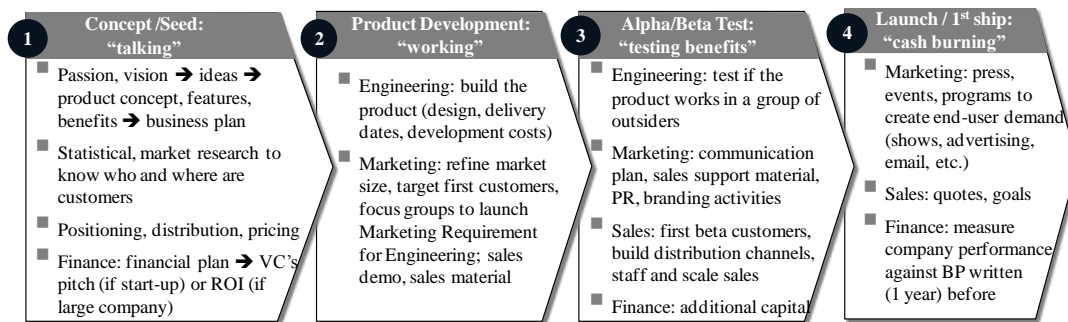 1
Concept /Seed:
“talking”
■ Passion, vision ➔ ideas ➔
product concept, features,
benefits ➔ business plan
■ Statistical, market research to
know who and where are
customers
■ Positioning, distribution, pricing
■ Finance: financial plan ➔ VC’s
pitch (if start-up) or ROI (if
large company)
2
Product Development:
“working”
■ Engineering: build the
product (design, delivery
dates, development costs)
■ Marketing: refine market
size, target first customers,
focus groups to launch
Marketing Requirement
for Engineering; sales
demo, sales material
3
Alpha/Beta Test:
“testing benefits”
■ Engineering: test if the
product works in a group of
outsiders
■ Marketing: communication
plan, sales support material,
PR, branding activities
■ Sales: first beta customers,
build distribution channels,
staff and scale sales
■ Finance: additional capital
4
Launch / 1st ship:
“cash burning”
■ Marketing: press,
events, programs to
create end-user demand
(shows, advertising,
email, etc.)
■ Sales: quotes, goals
■ Finance: measure
company performance
against BP written
(1 year) before